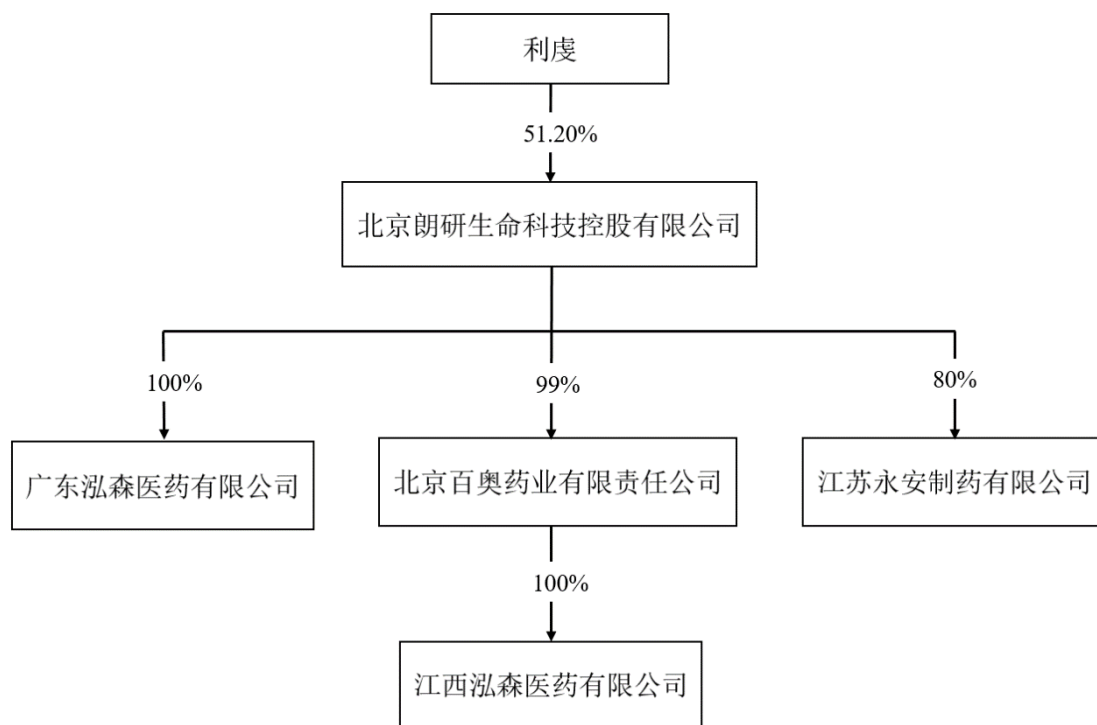 利虔
51.20%
北京朗研生命科技控股有限公司
100%
99%
80%
广东泓森医药有限公司
北京百奥药业有限责任公司
江苏永安制药有限公司
100%
江西泓森医药有限公司